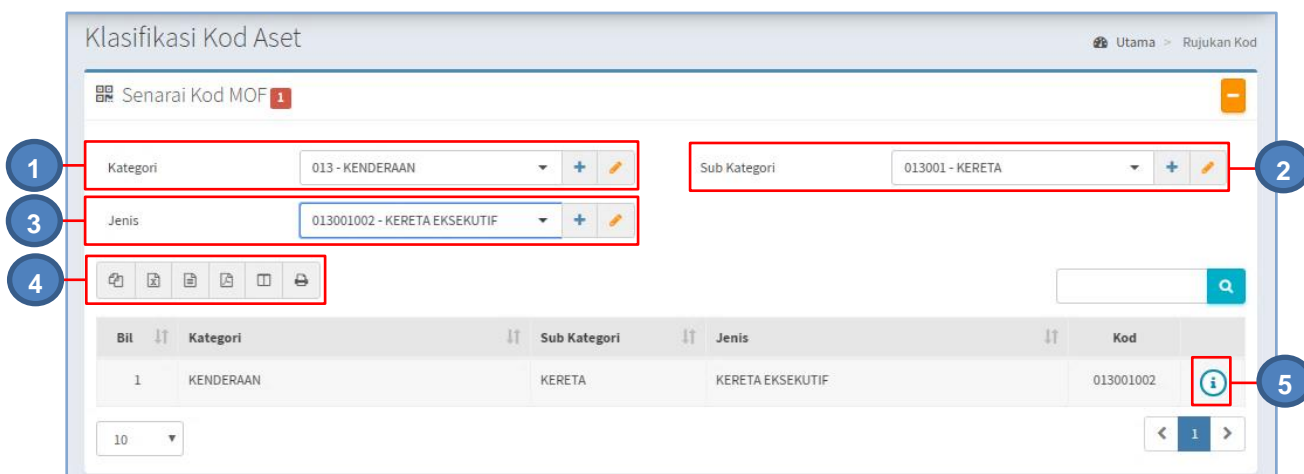 Klasifikasi Kod Aset
Utama > Rujukan Kod
Senarai Kod MOF 1
1
Kategori 013 - KENDERAAN
Sub Kategori 013001 - KERETA
2
3
Jenis 013001002 - KERETA EKSEKUTIF
4
Bil Kategori Sub Kategori Jenis Kod
1 KENDERAAN KERETA KERETA EKSEKUTIF 013001002
5
10
< 1 >